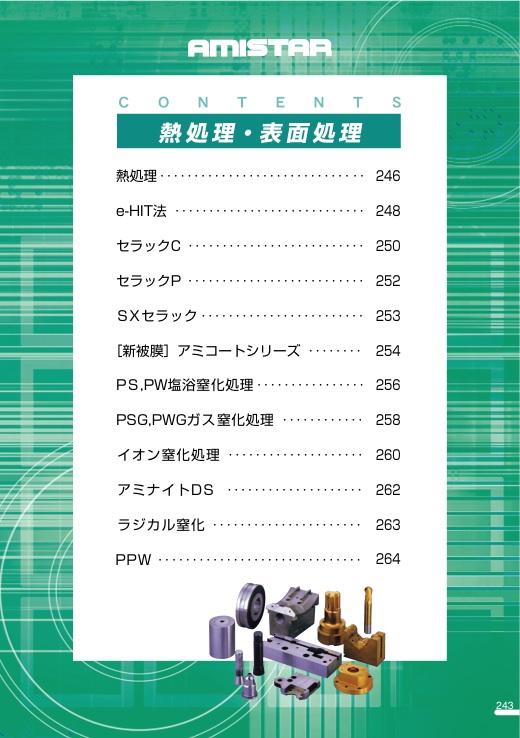 AMISTAR
CONTENTS
熱処理・表面処理
熱処理 ‥‥‥‥‥‥‥‥‥‥‥‥‥‥ 246
e-HIT法 ‥‥‥‥‥‥‥‥‥‥‥‥‥‥ 248
セラックC ‥‥‥‥‥‥‥‥‥‥‥‥‥ 250
セラックP ‥‥‥‥‥‥‥‥‥‥‥‥‥ 252
SXセラック ‥‥‥‥‥‥‥‥‥‥‥‥ 253
[新被膜] アミコートシリーズ ‥‥‥‥ 254
PS,PW塩浴窒化処理 ‥‥‥‥‥‥‥‥ 256
PSG,PWGガス窒化処理 ‥‥‥‥‥‥ 258
イオン窒化処理 ‥‥‥‥‥‥‥‥‥‥ 260
アミナイトDS ‥‥‥‥‥‥‥‥‥‥ 262
ラジカル窒化 ‥‥‥‥‥‥‥‥‥‥‥ 263
PPW ‥‥‥‥‥‥‥‥‥‥‥‥‥‥‥ 264
243